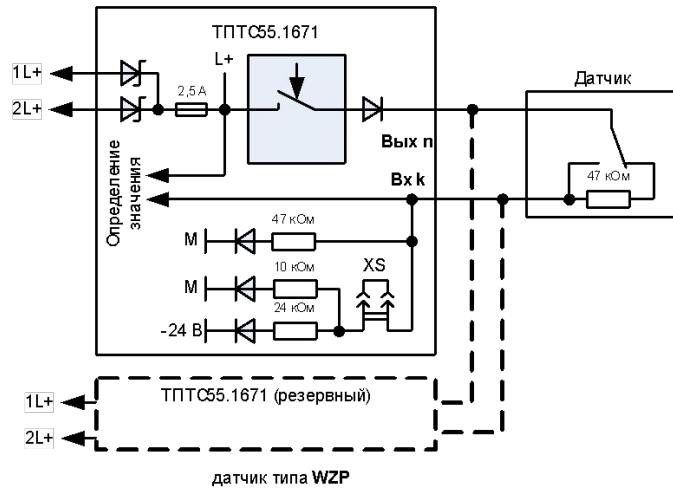 ТПТС55.1671
1L+
L+
Датчик
2,5 А
2L+
Вых n
47 кОм
Определение
значения
Вх k
47 кОм
М
XS
10 кОм
М
24 кОм
-24 В
ТПТС55.1671 (резервный)
1L+
2L+
датчик типа WZP